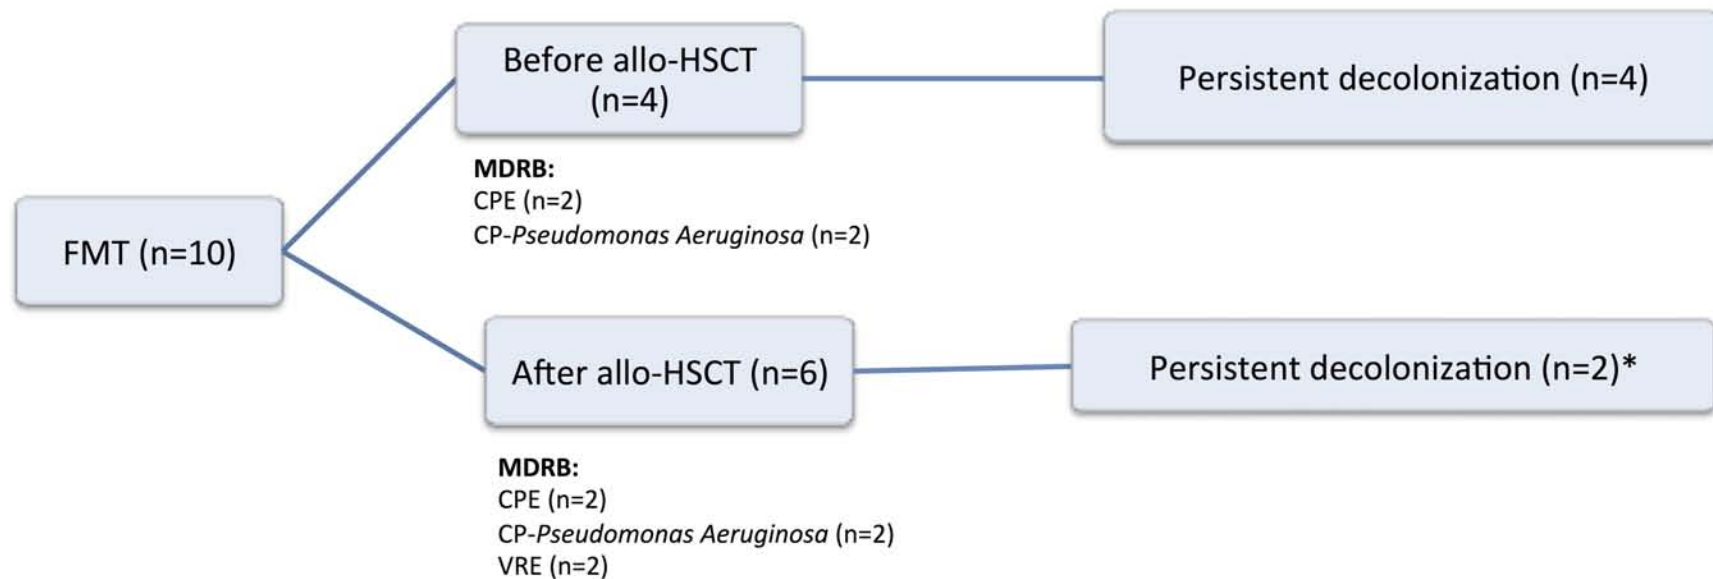 FMT (n=10)
Before allo-HSCT
(n=4)
MDRB:
CPE (n=2)
CP-Pseudomonas Aeruginosa (n=2)
Persistent decolonization (n=4)
After allo-HSCT (n=6)
MDRB:
CPE (n=2)
CP-Pseudomonas Aeruginosa (n=2)
VRE (n=2)
Persistent decolonization (n=2)*